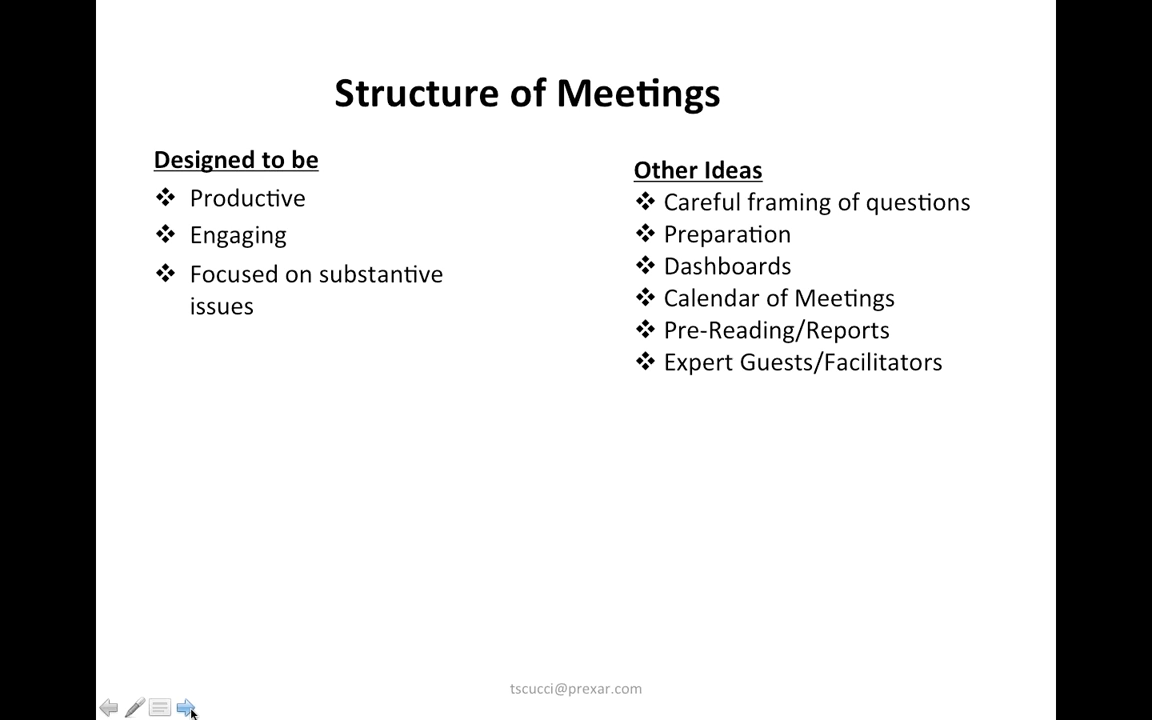 Structure of Meetings
Designed to be
❖ Productive
❖ Engaging
❖ Focused on substantive
issues
Other Ideas
❖ Careful framing of questions
❖ Preparation
❖ Dashboards
❖ Calendar of Meetings
❖ Pre-Reading/Reports
❖ Expert Guests/Facilitators
tscucci@prexar.com